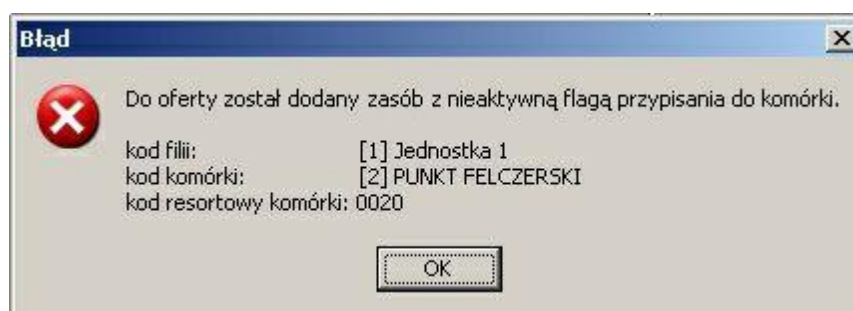 Błąd
Do oferty został dodany zasób z nieaktywną flagą przypisania do komórki.
kod filii: [1] Jednostka 1
kod komórki: [2] PUNKT FELCZERSKI
kod resortowy komórki: 0020
OK